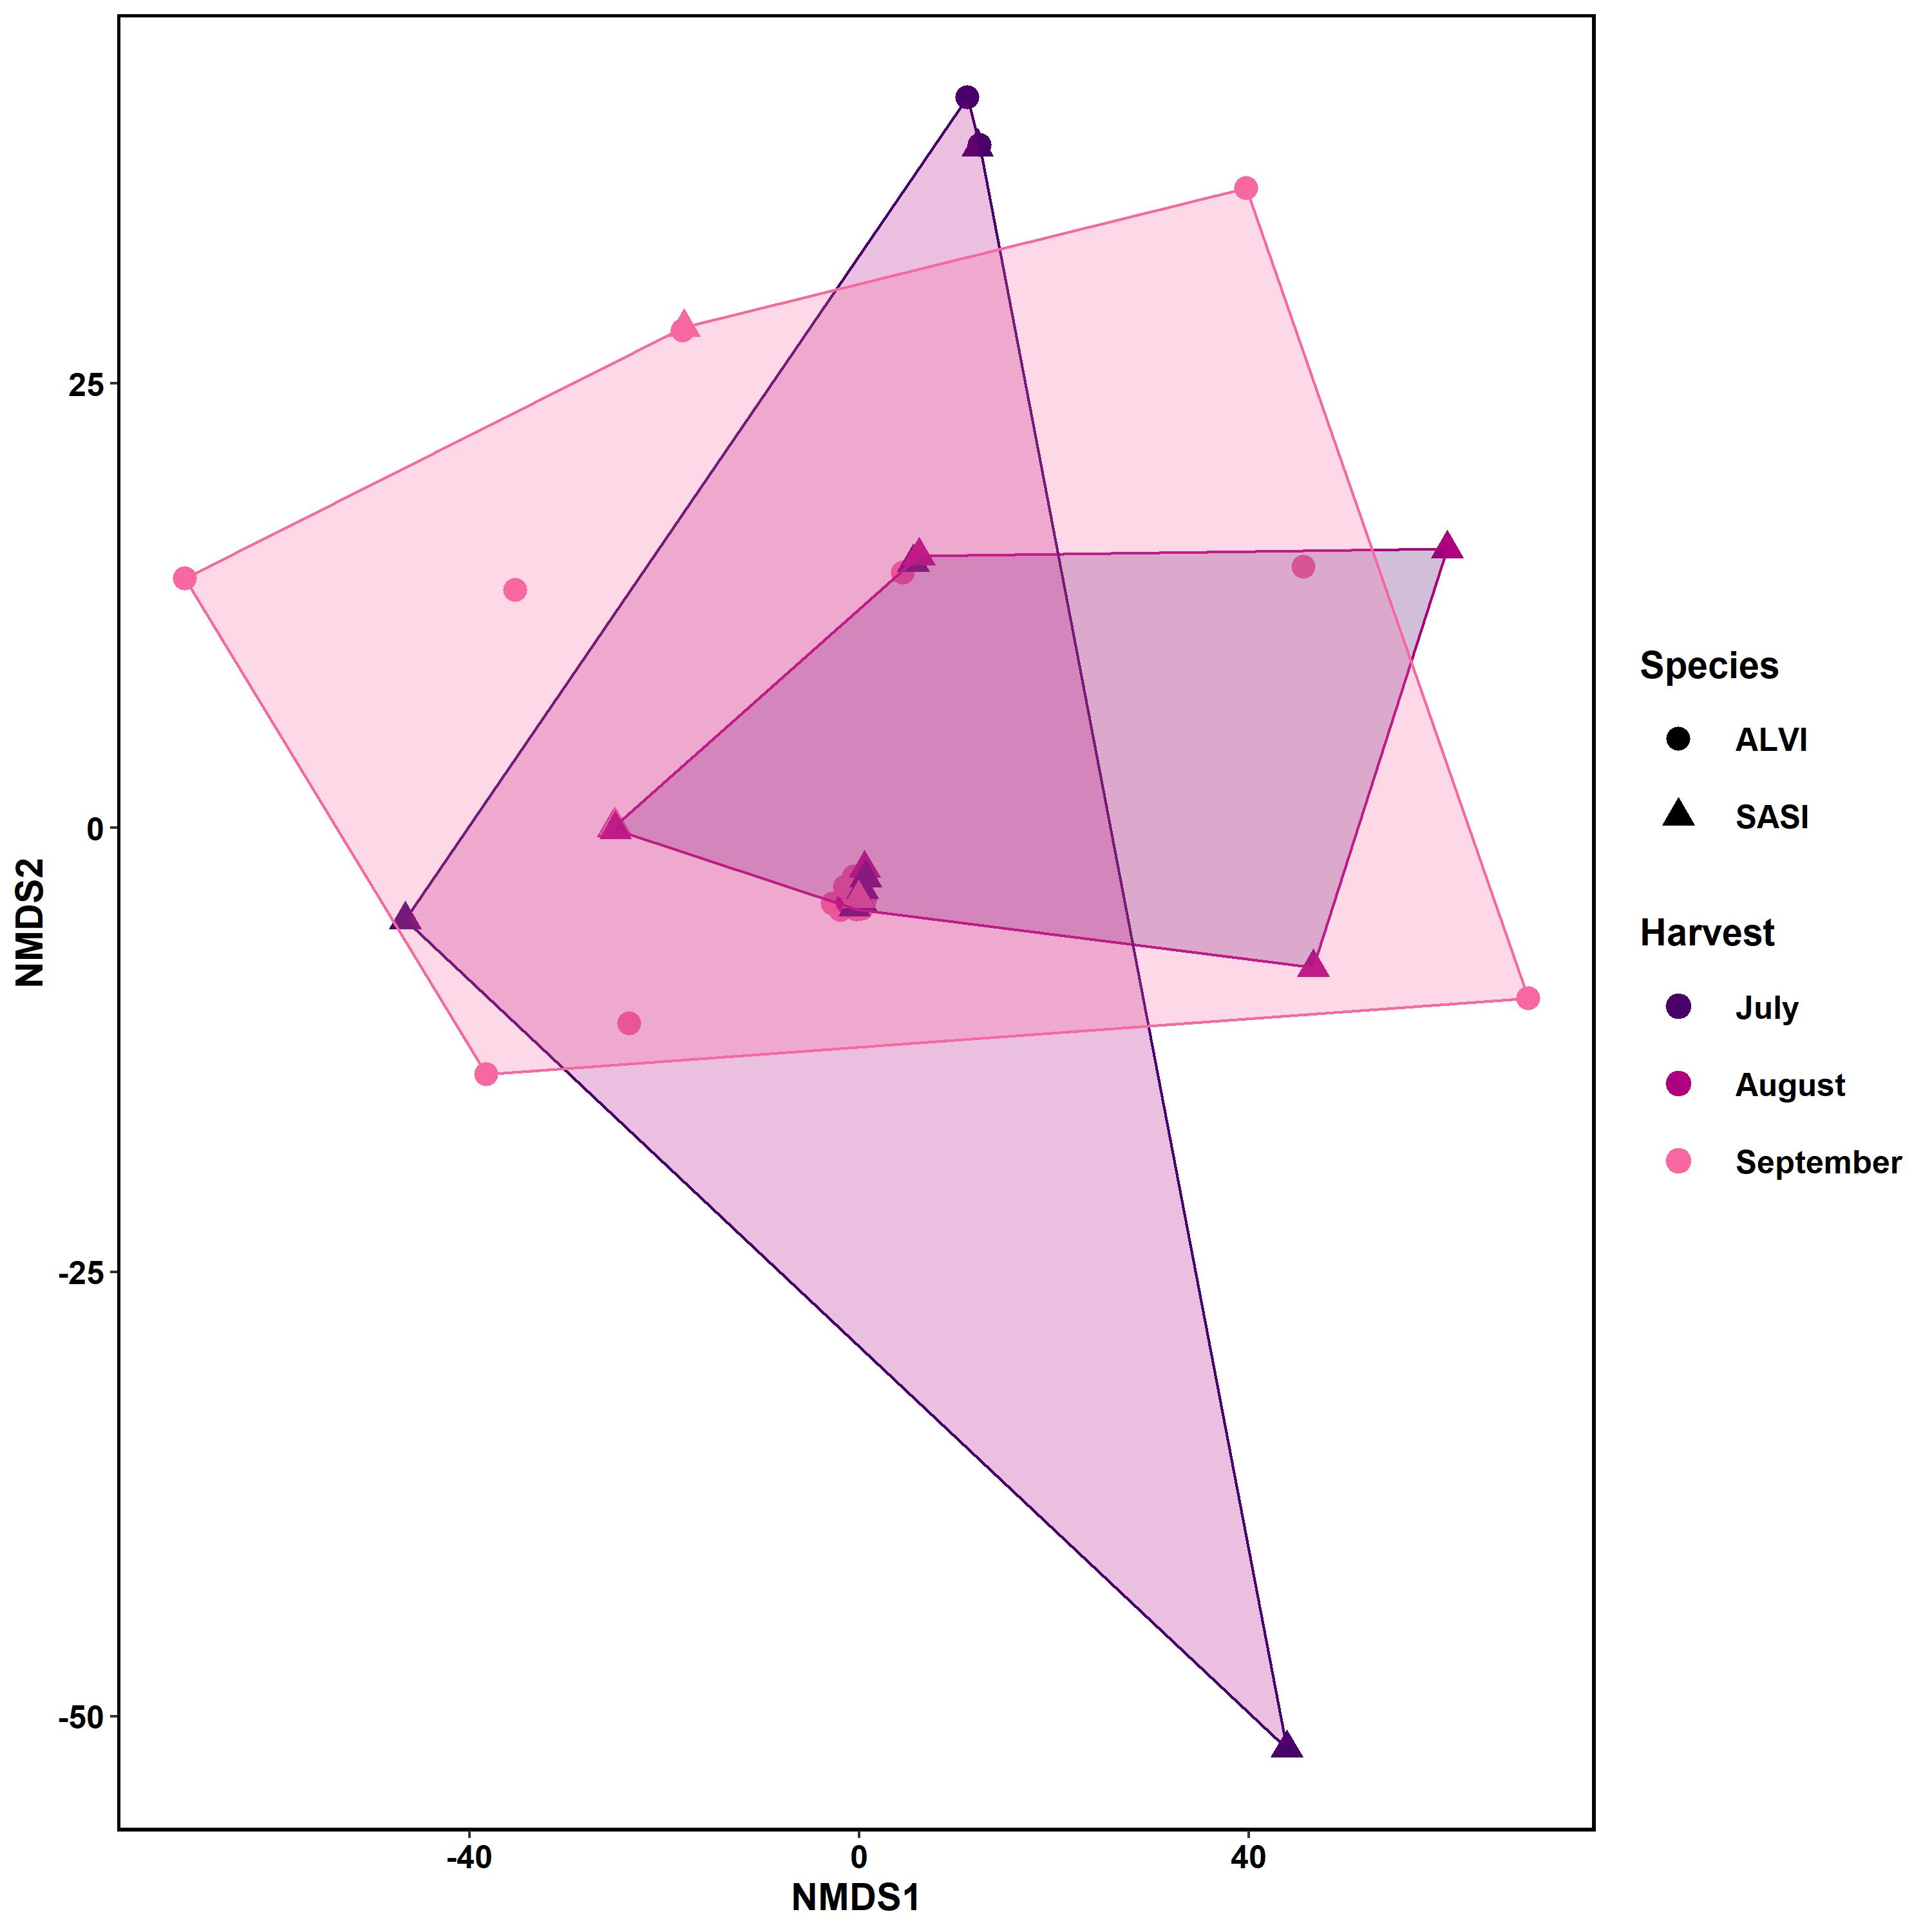 NMDS2
25
0
-25
-50
-40
0
40
NMDS1
Species
ALVI
SASI
Harvest
July
August
September